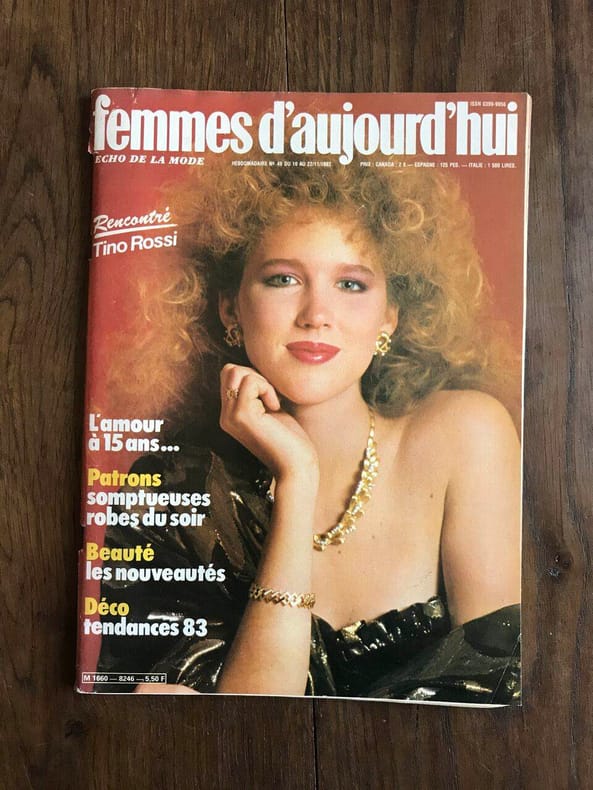 ISSN 0399-9956
femmes d'aujourd'hui
ECHO DE LA MODE
HEBDOMADAIRE Nº 46 DU 16 AU 22/11/1982
PRIX : CANADA : 2 $ — ESPAGNE : 125 PES. — ITALIE : 1 500 LIRES.
Rencontré
Tino Rossi
L'amour
à 15 ans...
Patrons
somptueuses
robes du soir
Beauté
les nouveautés
Déco
tendances 83
M 1660 — 8246 — 5,50 F